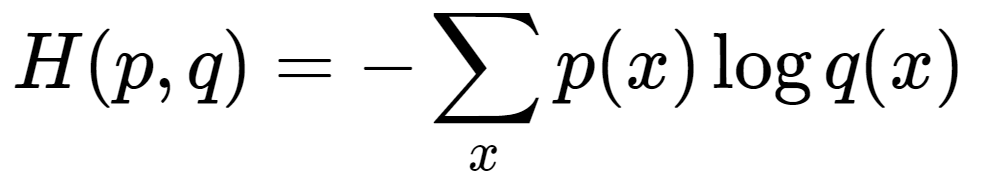 H(p, q) = −∑ₓ p(x) log q(x)